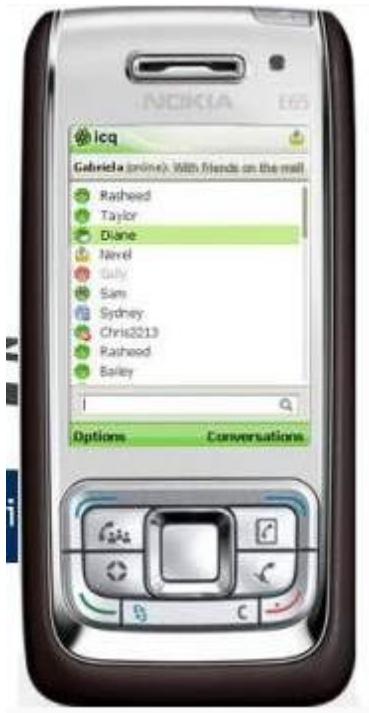 NOKIA E65
icq
Gabriela (online). With friends on the mall
Rasheed
Taylor
Diane
Nevel
Gully
Sam
Sydney
Chris2213
Rasheed
Bailey
Options Conversations
C